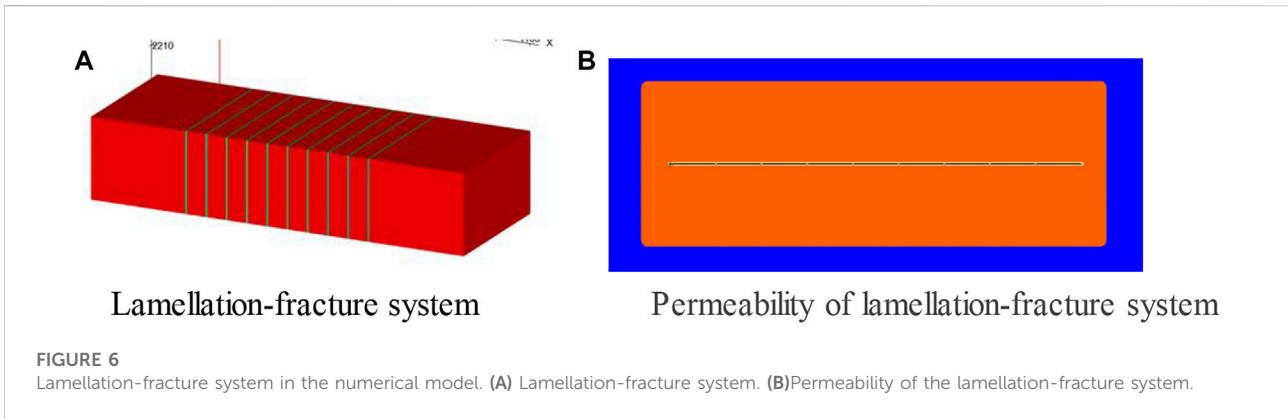 2210
X
A
B
Lamellation-fracture system
Permeability of lamellation-fracture system
FIGURE 6
Lamellation-fracture system in the numerical model. (A) Lamellation-fracture system. (B)Permeability of the lamellation-fracture system.